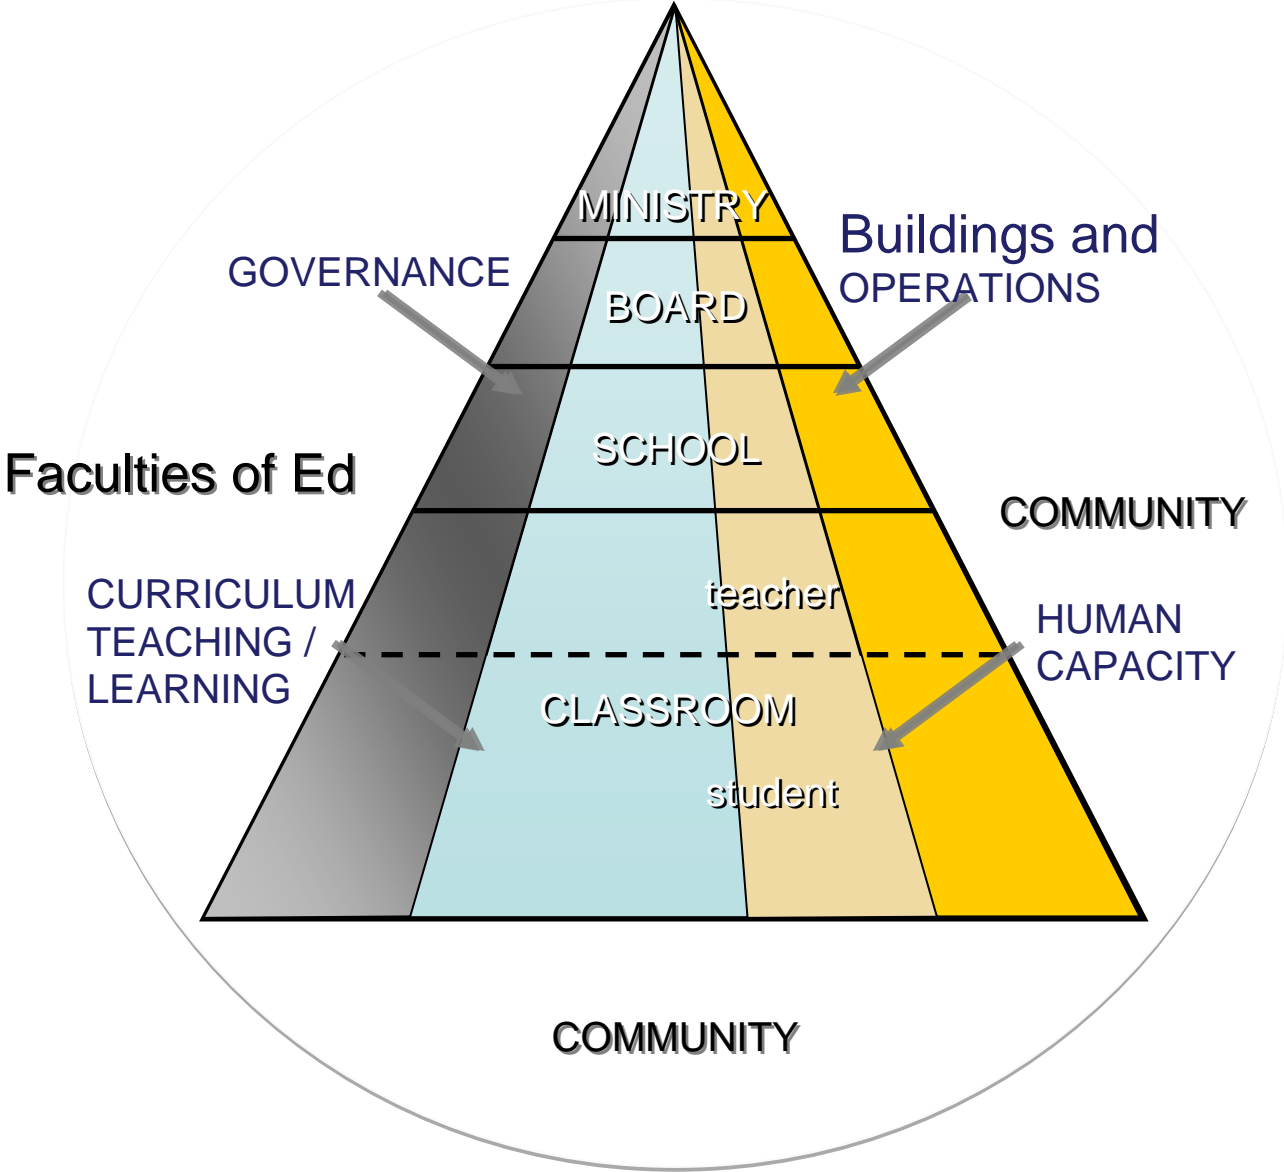 MINISTRY
Buildings and
OPERATIONS
GOVERNANCE
BOARD
SCHOOL
Faculties of Ed
COMMUNITY
CURRICULUM
TEACHING /
LEARNING
teacher
HUMAN
CAPACITY
CLASSROOM
student
COMMUNITY